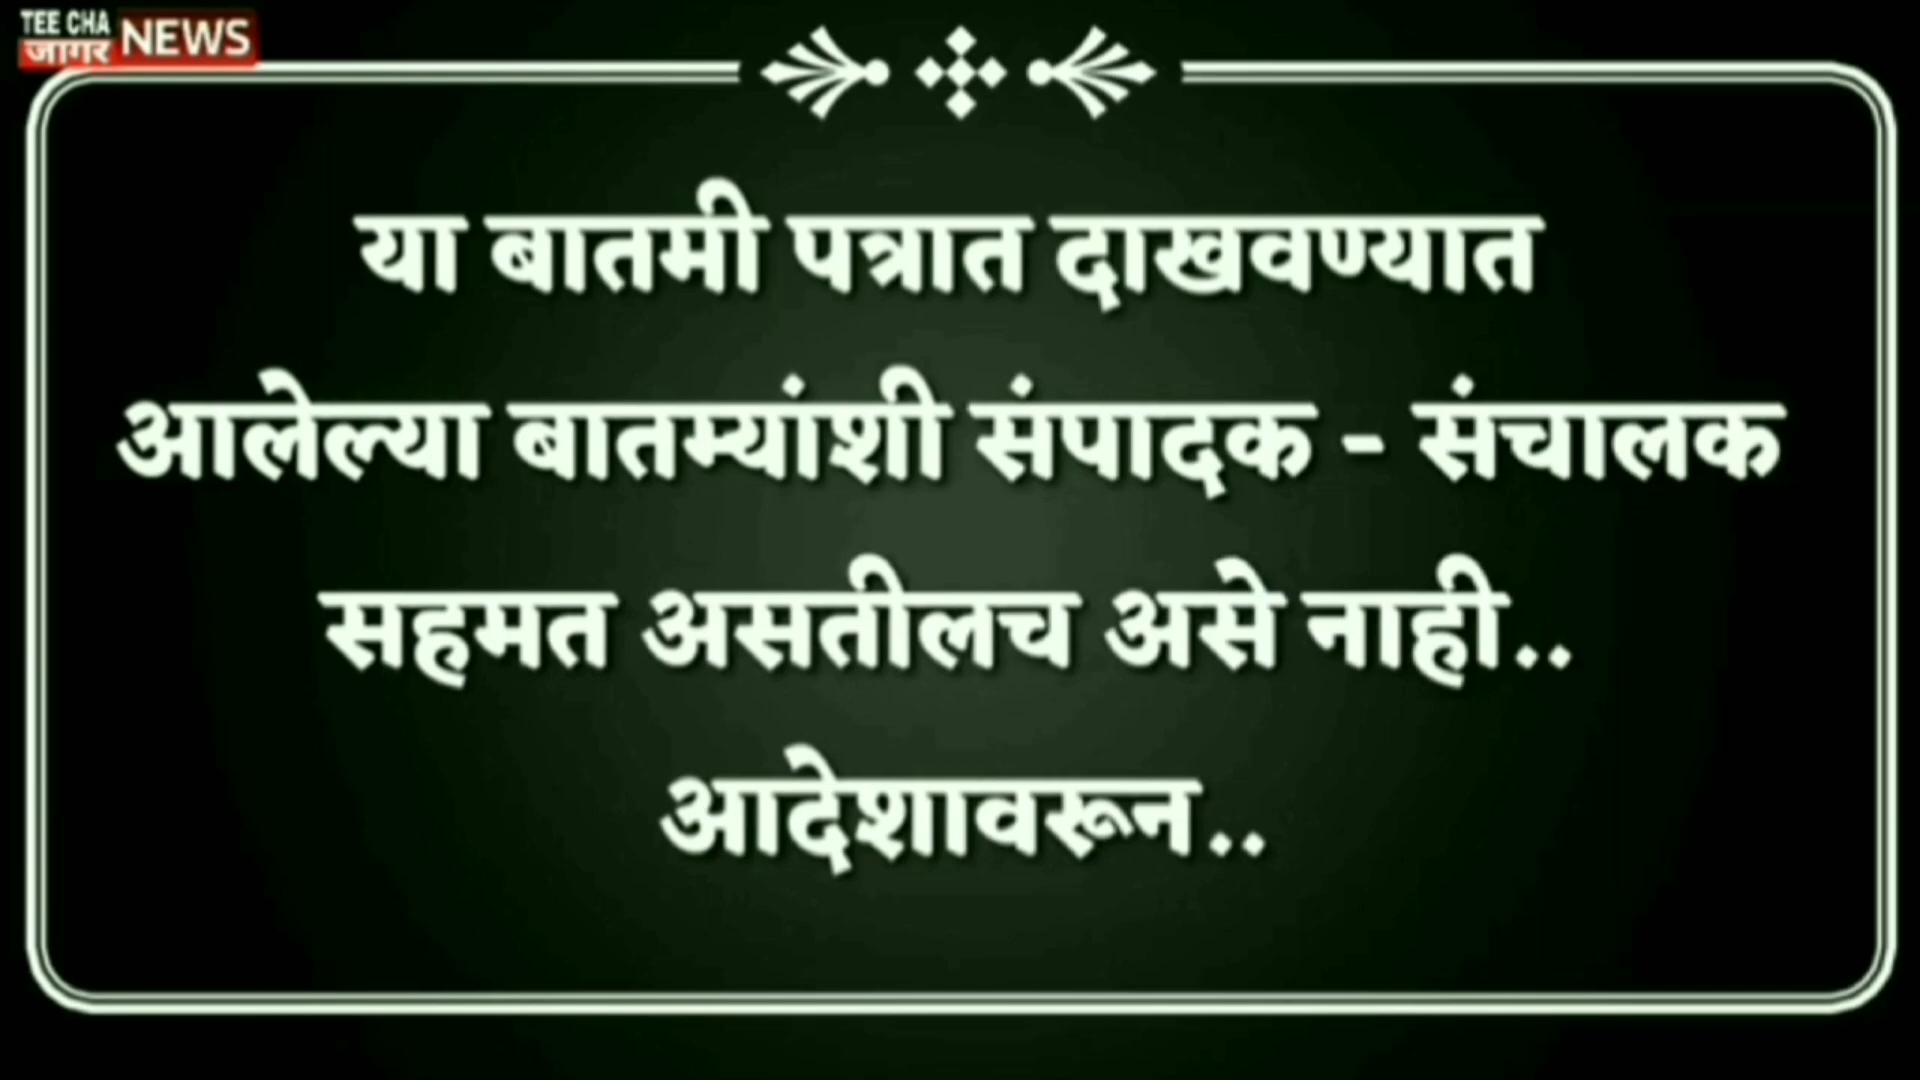 TEE CHA
जागर NEWS
या बातमी पत्रात दाखवण्यात
आलेल्या बातम्यांशी संपादक - संचालक
सहमत असतीलच असे नाही..
आदेशावरून..